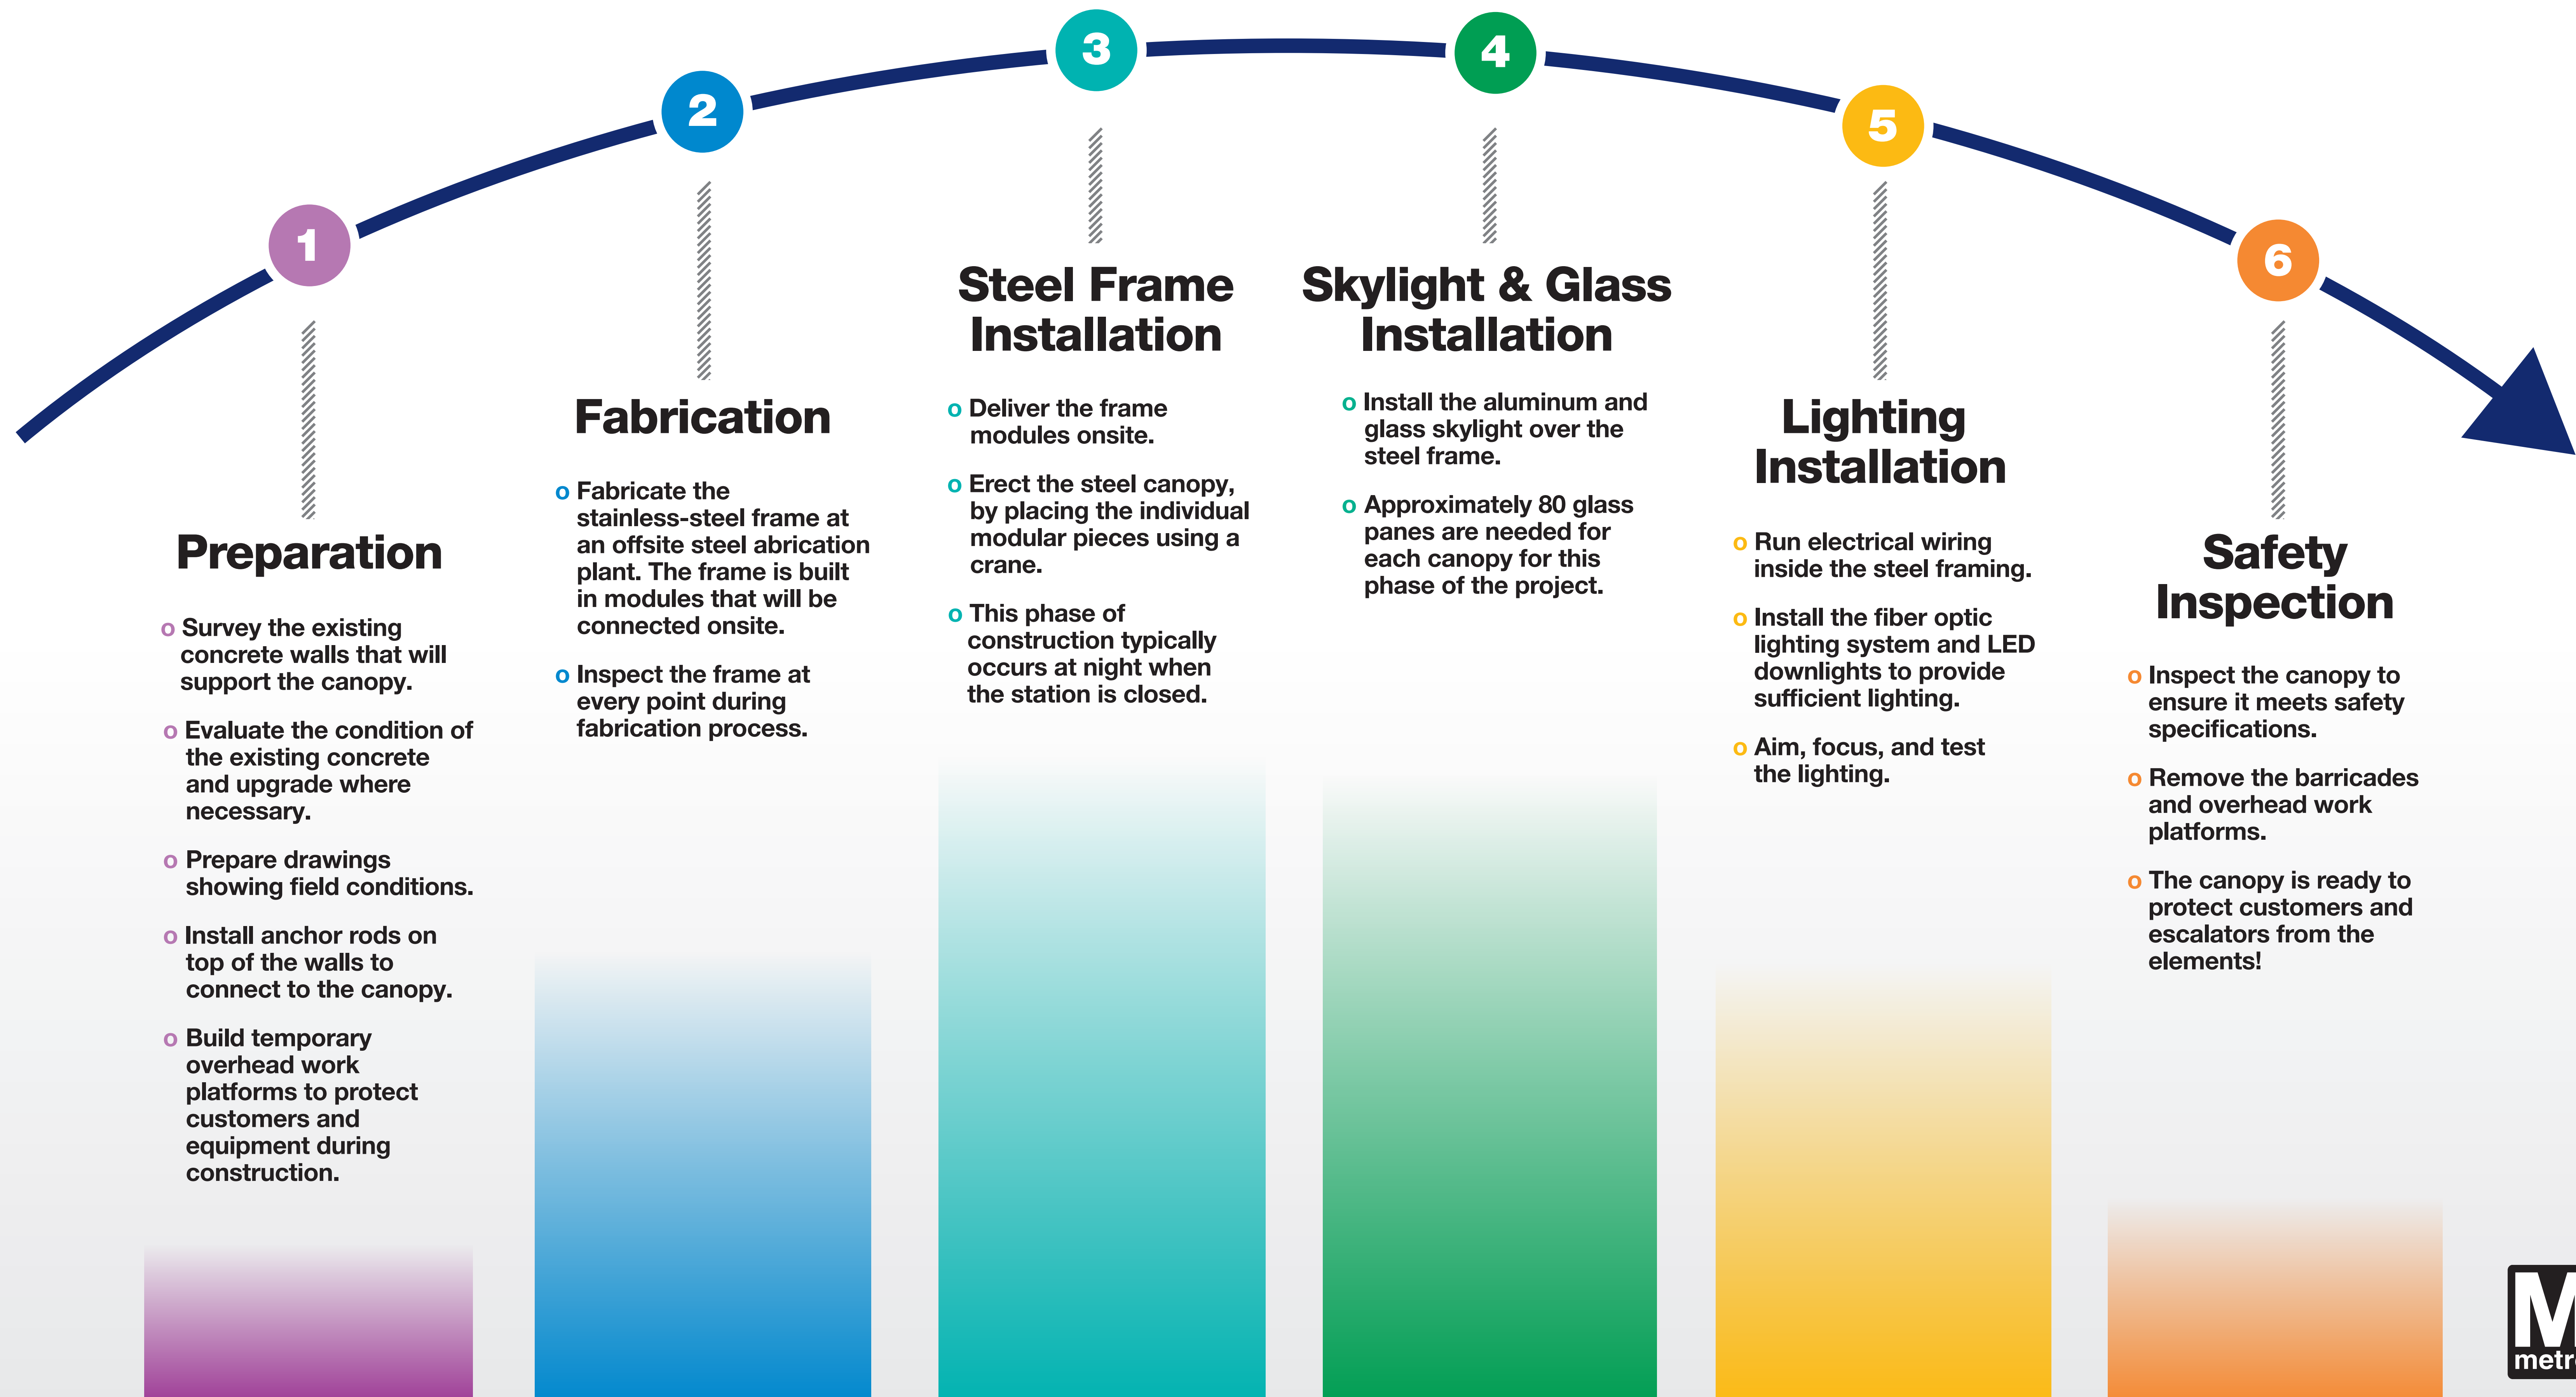 1
Preparation
o Survey the existing
concrete walls that will
support the canopy.
o Evaluate the condition of
the existing concrete
and upgrade where
necessary.
o Prepare drawings
showing field conditions.
o Install anchor rods on
top of the walls to
connect to the canopy.
o Build temporary
overhead work
platforms to protect
customers and
equipment during
construction.
2
Fabrication
o Fabricate the
stainless-steel frame at
an offsite steel abrication
plant. The frame is built
in modules that will be
connected onsite.
o Inspect the frame at
every point during
fabrication process.
3
Steel Frame
Installation
o Deliver the frame
modules onsite.
o Erect the steel canopy,
by placing the individual
modular pieces using a
crane.
o This phase of
construction typically
occurs at night when
the station is closed.
4
Skylight & Glass
Installation
o Install the aluminum and
glass skylight over the
steel frame.
o Approximately 80 glass
panes are needed for
each canopy for this
phase of the project.
5
Lighting
Installation
o Run electrical wiring
inside the steel framing.
o Install the fiber optic
lighting system and LED
downlights to provide
sufficient lighting.
o Aim, focus, and test
the lighting.
6
Safety
Inspection
o Inspect the canopy to
ensure it meets safety
specifications.
o Remove the barricades
and overhead work
platforms.
o The canopy is ready to
protect customers and
escalators from the
elements!
M
metr